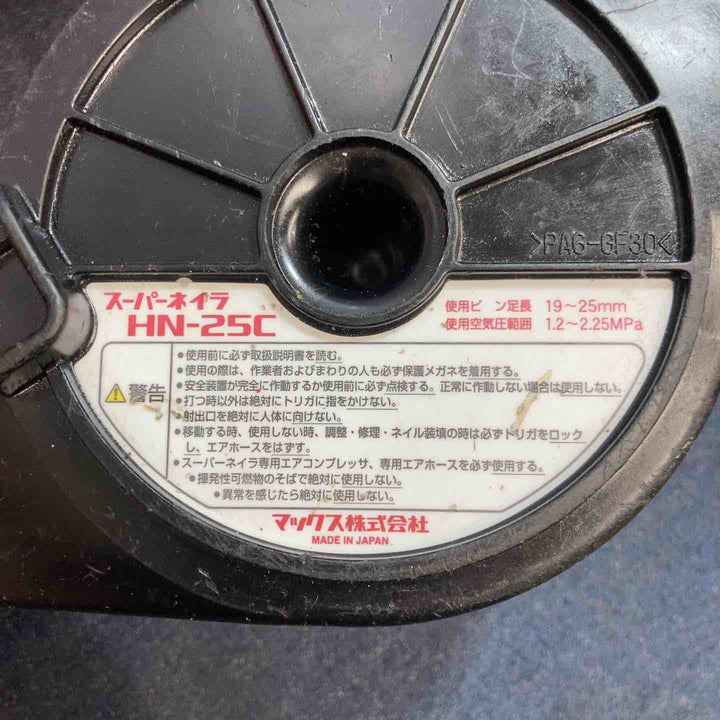 >PA6-GF30<
スーパーネイラ
HN-25C
使用ピン足長 19～25mm
使用空気圧範囲 1.2～2.25MPa
警告
●使用前に必ず取扱説明書を読む。
●使用の際は、作業者およびまわりの人も必ず保護メガネを着用する。
●安全装置が完全に作動するか使用前に必ず点検する。正常に作動しない場合は使用しない。
●打つ時以外は絶対にトリガに指をかけない。
●射出口を絶対に人体に向けない。
●移動する時、使用しない時、調整・修理・ネイル装填の時は必ずトリガをロック
し、エアホースをはずす。
●スーパーネイラ専用エアコンプレッサ、専用エアホースを必ず使用する。
●揮発性可燃物のそばで絶対に使用しない。
●異常を感じたら絶対に使用しない。
マックス株式会社
MADE IN JAPAN